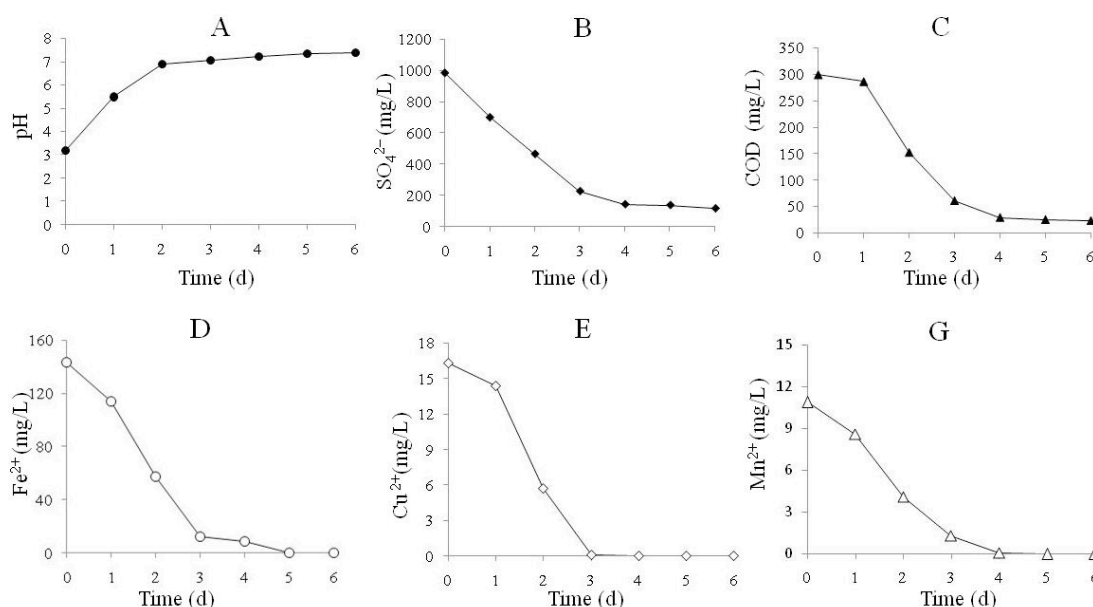 A
pH
8
7
6
5
4
3
2
1
0
0 1 2 3 4 5 6
Time (d)
B
SO₄²⁻ (mg/L)
1200
1000
800
600
400
200
0
0 1 2 3 4 5 6
Time (d)
C
COD (mg/L)
350
300
250
200
150
100
50
0
0 1 2 3 4 5 6
Time (d)
D
Fe²⁺ (mg/L)
160
120
80
40
0
0 1 2 3 4 5 6
Time (d)
E
Cu²⁺(mg/L)
18
15
12
9
6
3
0
0 1 2 3 4 5 6
Time (d)
G
Mn²⁺(mg/L)
15
12
9
6
3
0
0 1 2 3 4 5 6
Time (d)